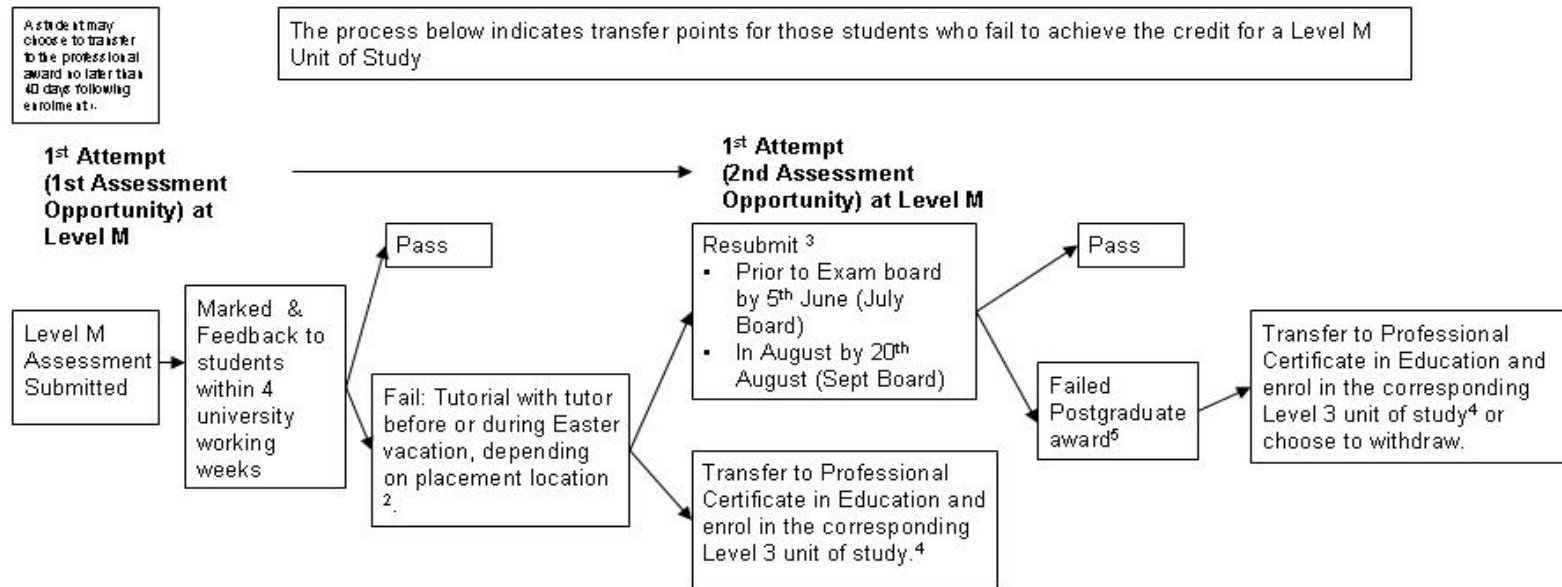 A student may
choose to transfer
to the professional
award no later than
40 days following
enrolment
The process below indicates transfer points for those students who fail to achieve the credit for a Level M
Unit of Study
1st Attempt
(1st Assessment
Opportunity) at
Level M
1st Attempt
(2nd Assessment
Opportunity) at Level M
Level M
Assessment
Submitted
Marked & 
Feedback to
students
within 4
university
working
weeks
Pass
Fail: Tutorial with tutor
before or during Easter
vacation, depending
on placement location
2.
Resubmit 3
▪ Prior to Exam board
by 5th June (July
Board)
▪ In August by 20th
August (Sept Board)
Transfer to Professional
Certificate in Education and
enrol in the corresponding
Level 3 unit of study.4
Pass
Failed
Postgraduate
award5
Transfer to Professional
Certificate in Education and
enrol in the corresponding
Level 3 unit of study4 or
choose to withdraw.